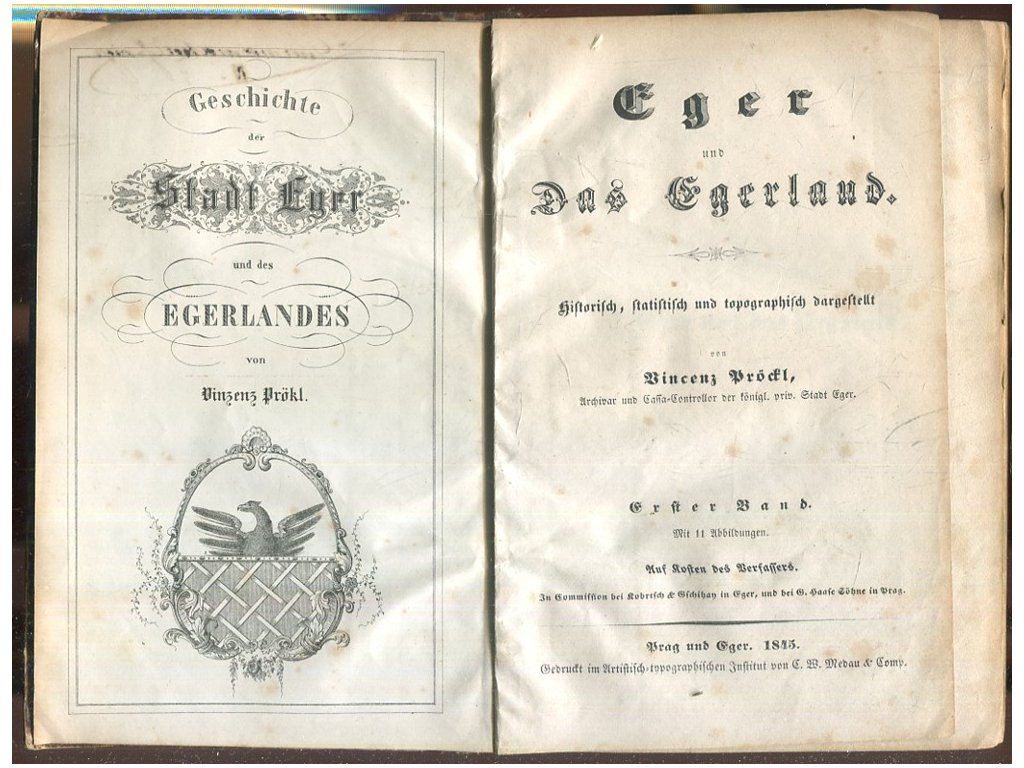 Geschichte
der
Stadt Eger
und des
EGERLANDES
von
Vinzenz Prökl.
Eger
und
Das Egerland.
Historisch, statistisch und topographisch dargestellt
von
Vincenz Pröckl,
Archivar und Cassa-Controllor der königl. priv. Stadt Eger.
Erster Band.
Mit 11 Abbildungen.
Auf Kosten des Verfassers.
In Commission bei Kobrtsch & Gschihay in Eger, und bei G. Haase Söhne in Prag.
Prag und Eger. 1845.
Gedruckt im Artistisch-typographischen Institut von C. W. Medau & Comp.